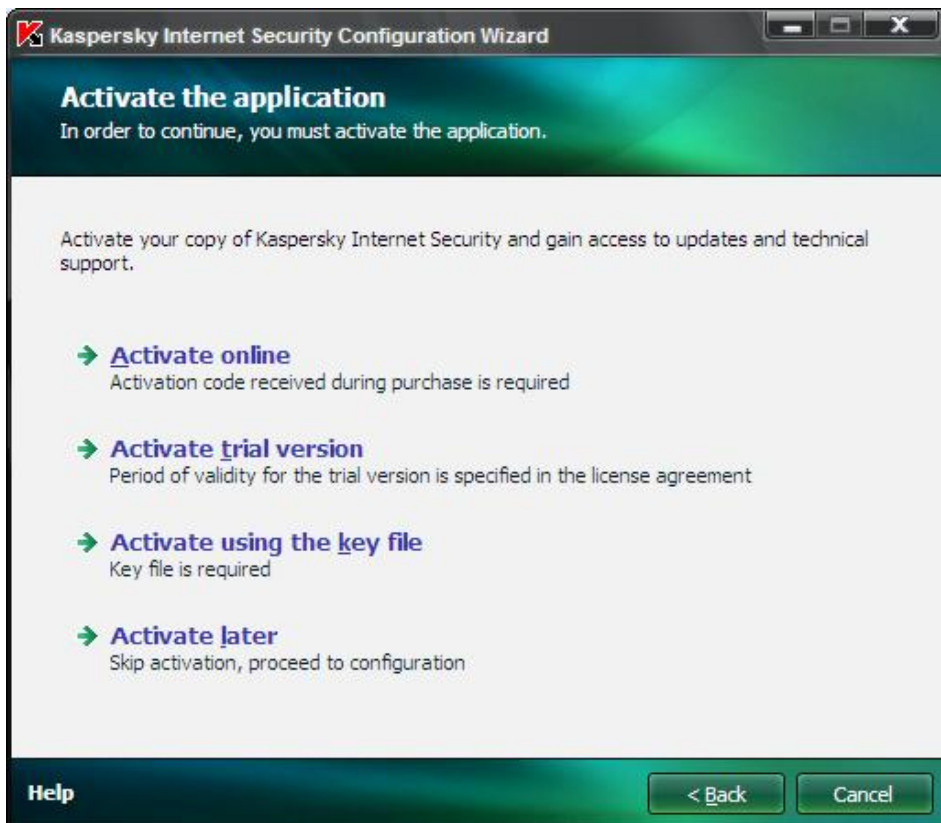 Kaspersky Internet Security Configuration Wizard
Activate the application
In order to continue, you must activate the application.
Activate your copy of Kaspersky Internet Security and gain access to updates and technical
support.
Activate online
Activation code received during purchase is required
Activate trial version
Period of validity for the trial version is specified in the license agreement
Activate using the key file
Key file is required
Activate later
Skip activation, proceed to configuration
Help
< Back
Cancel